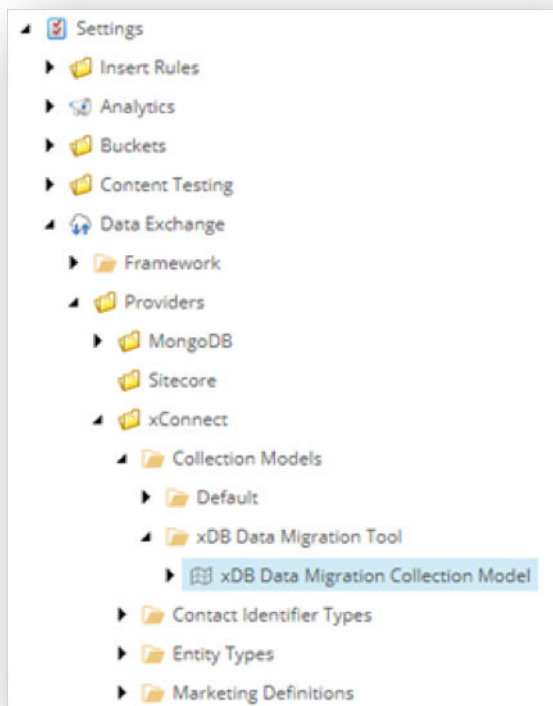 Settings
Insert Rules
Analytics
Buckets
Content Testing
Data Exchange
Framework
Providers
MongoDB
Sitecore
xConnect
Collection Models
Default
xDB Data Migration Tool
xDB Data Migration Collection Model
Contact Identifier Types
Entity Types
Marketing Definitions